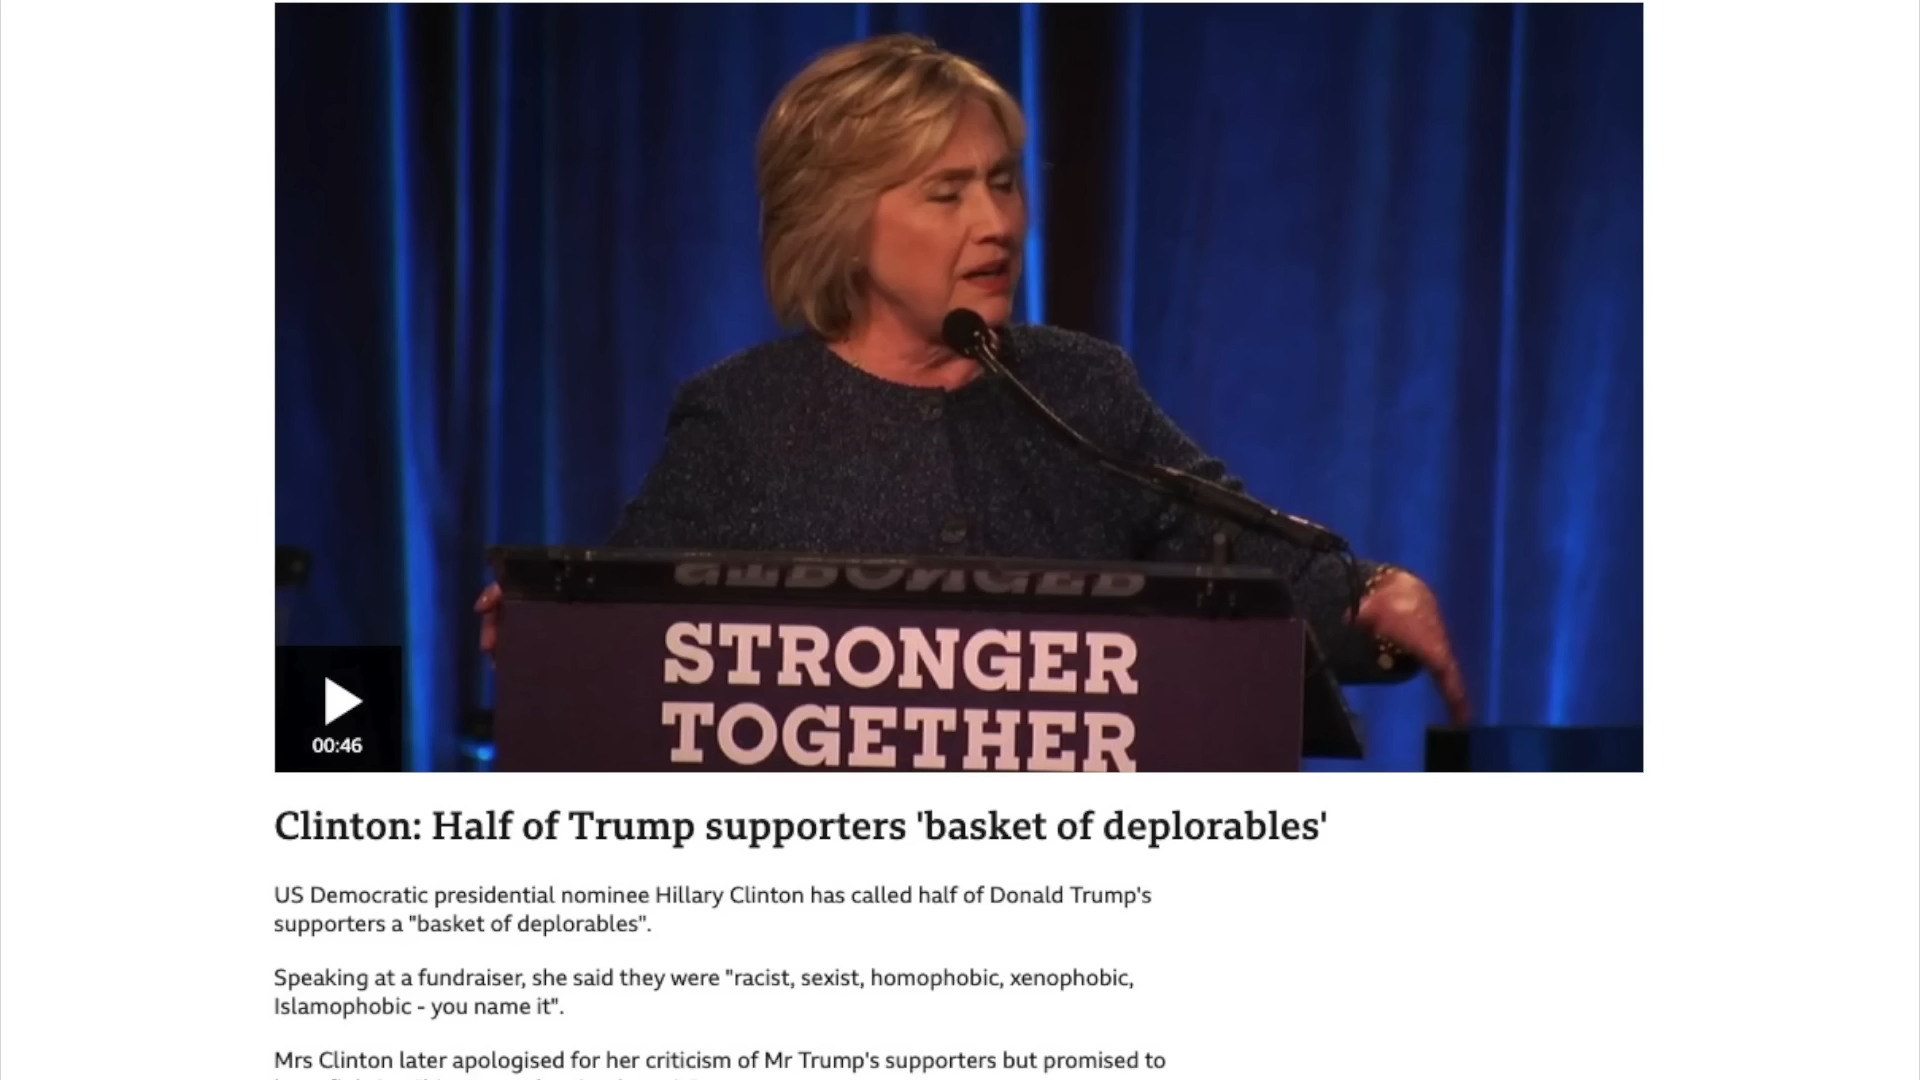 STRONGER
TOGETHER
00:46
Clinton: Half of Trump supporters 'basket of deplorables'
US Democratic presidential nominee Hillary Clinton has called half of Donald Trump's
supporters a "basket of deplorables".
Speaking at a fundraiser, she said they were "racist, sexist, homophobic, xenophobic,
Islamophobic - you name it".
Mrs Clinton later apologised for her criticism of Mr Trump's supporters but promised to